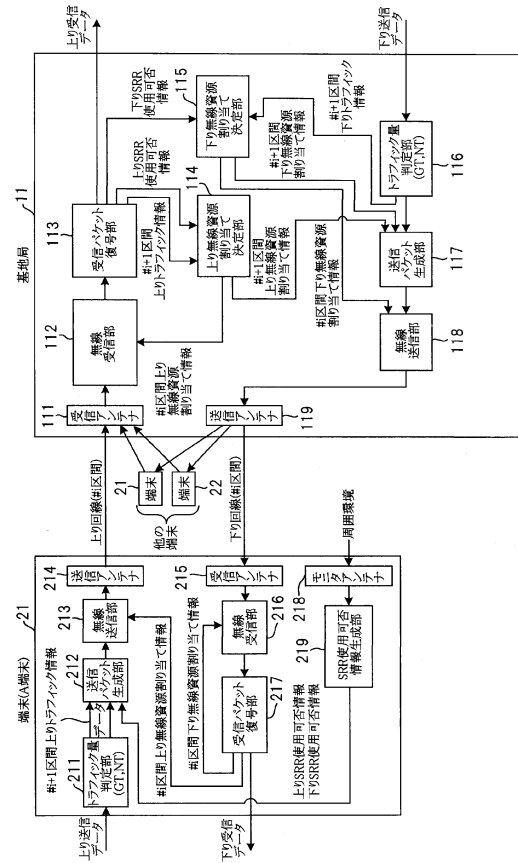 端末(A端末)
21
上り送信
データ
211
トラフィック量
判定部
(GT,NT)
#i+1区間上りトラフィック情報
データ
212
送信
パケット
生成部
213
無線
送信部
214
送信アンテナ
#i区間上り無線資源割り当て情報
#i区間下り無線資源割り当て情報
215
受信アンテナ
216
無線
受信部
217
受信パケット
復号部
下り受信
データ
218
モニタアンテナ
周囲環境
219
SRR使用可否
情報生成部
上りSRR使用可否情報
下りSRR使用可否情報
上り回線(#i区間)
21
端末
22
端末
他の
端末
下り回線(#i区間)
基地局
11
111
受信アンテナ
112
無線
受信部
113
受信パケット
復号部
上り受信
データ
#i区間上り
無線資源
割り当て情報
#i+1区間
上りトラフィック情報
上りSRR
使用可否
情報
下りSRR
使用可否
情報
114
上り無線資源
割り当て
決定部
115
下り無線資源
割り当て
決定部
#i+1区間
上り無線資源
割り当て情報
#i+1区間
下り無線資源
割り当て情報
#i+1区間
下りトラフィック
情報
#i区間下り無線資源
割り当て情報
下り送信
データ
トラフィック量
判定部
(GT,NT)
116
送信
パケット
生成部
117
無線
送信部
118
送信アンテナ
119